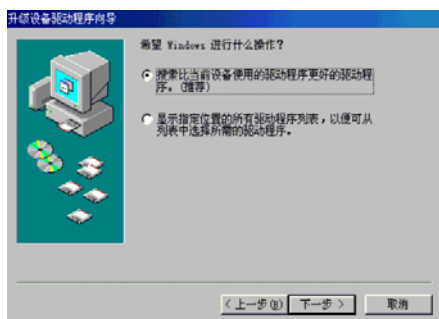 升级设备驱动程序向导
希望 Windows 进行什么操作?
搜索比当前设备使用的驱动程序更好的驱动程
序。(推荐)
显示指定位置的所有驱动程序列表，以便可从
列表中选择所需的驱动程序。
< 上一步(B) 下一步 > 取消